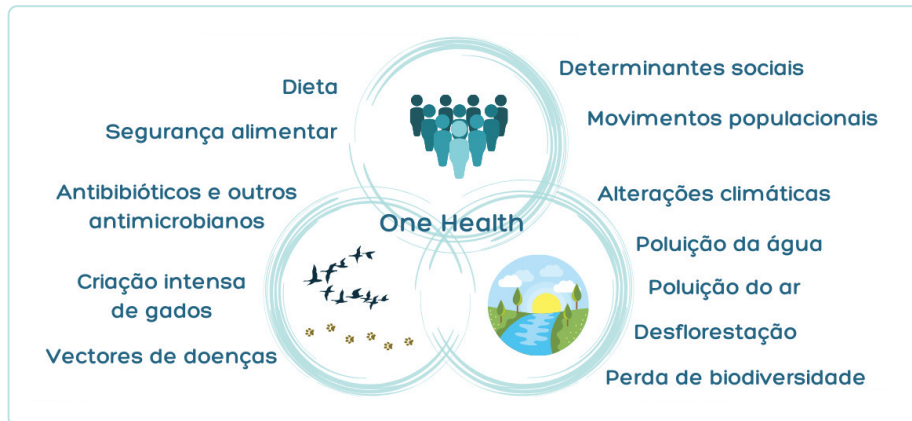 Dieta
Segurança alimentar
Antibibióticos e outros
antimicrobianos
Criação intensa
de gados
Vectores de doenças
One Health
Determinantes sociais
Movimentos populacionais
Alterações climáticas
Poluição da água
Poluição do ar
Desflorestação
Perda de biodiversidade